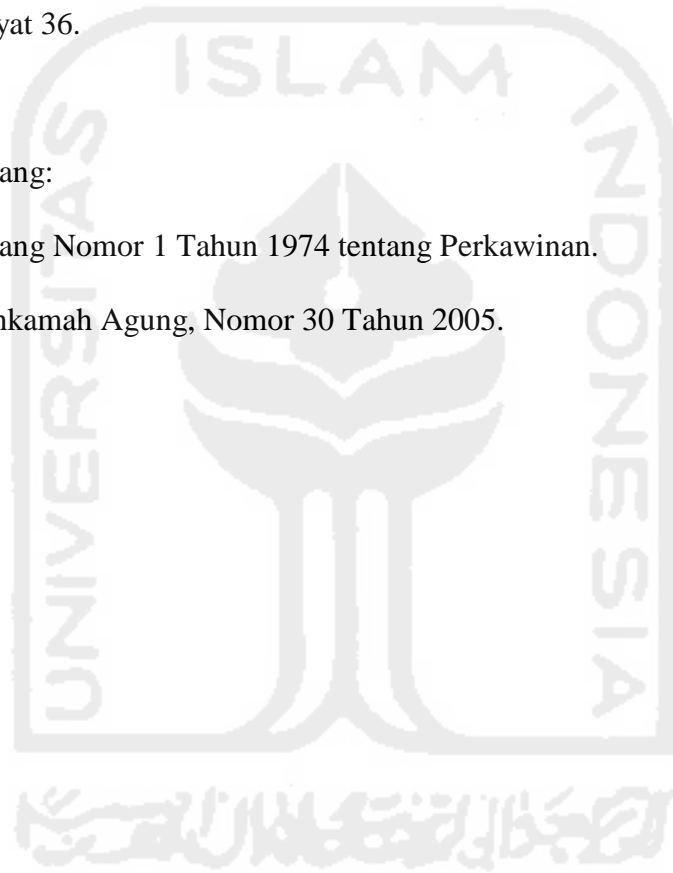 yat 36.
ISLAM
UNIVERSITAS
INDONESIA
ang:
ang Nomor 1 Tahun 1974 tentang Perkawinan.
hkamah Agung, Nomor 30 Tahun 2005.